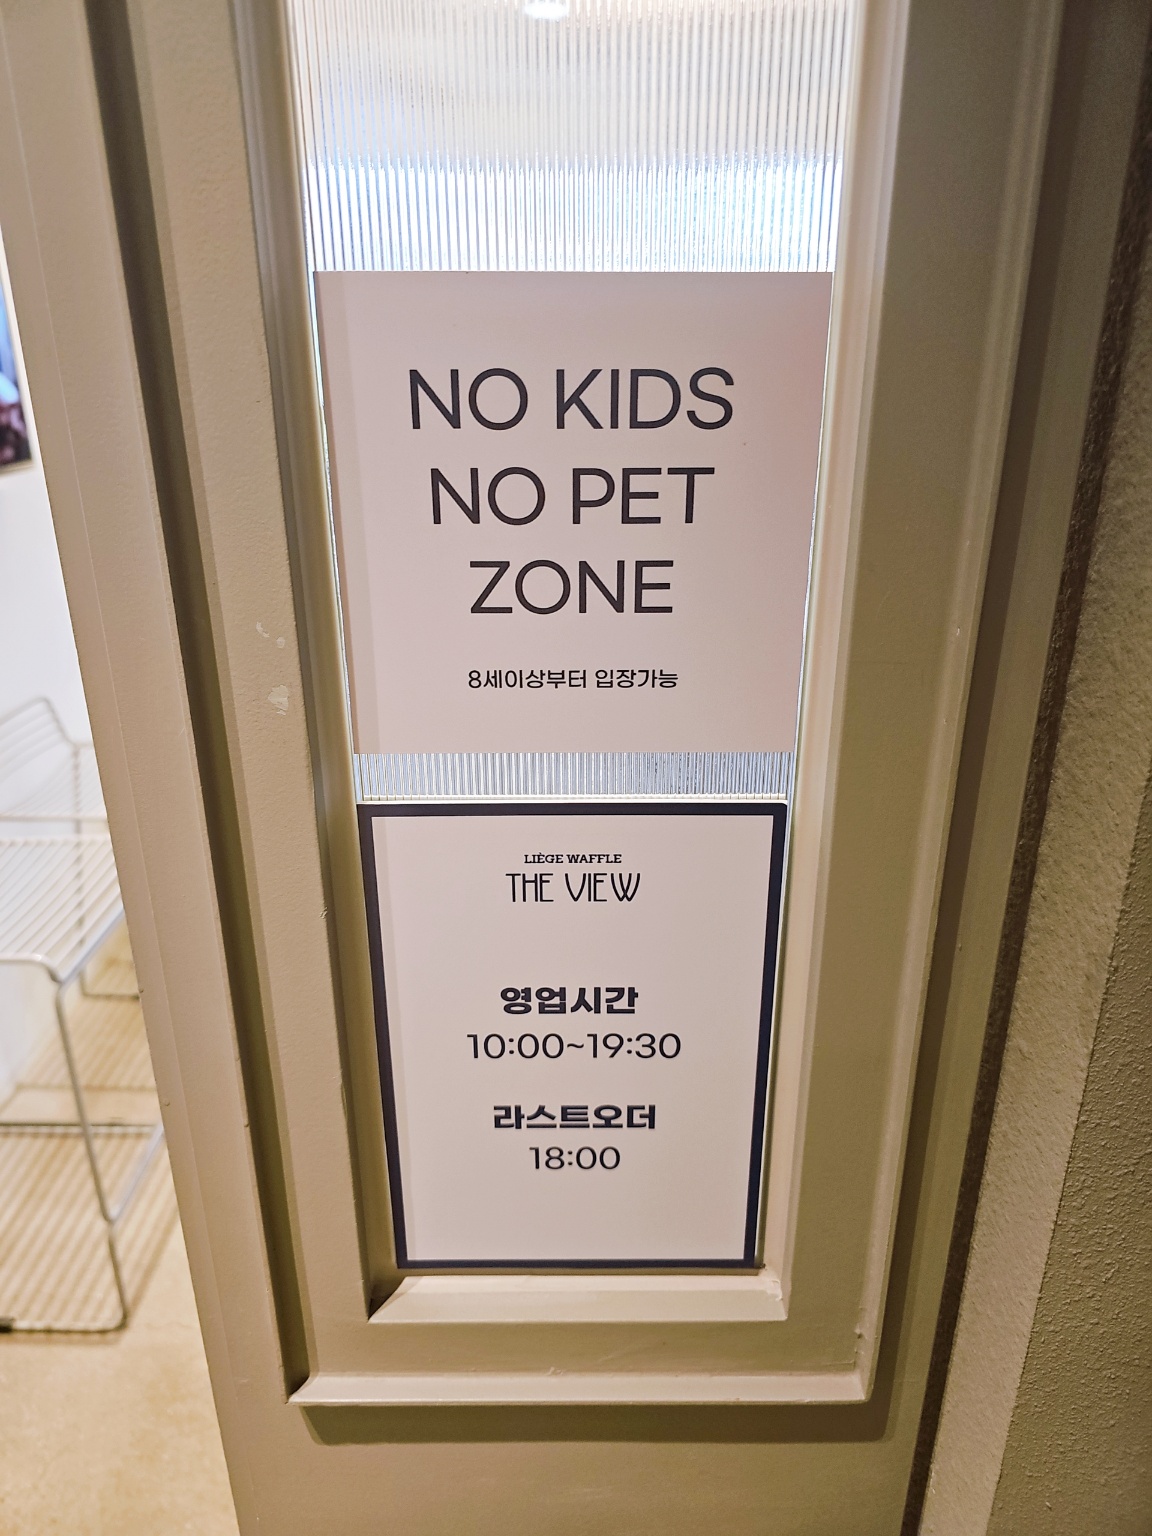 NO KIDS
NO PET
ZONE
8세이상부터 입장가능
LIÈGE WAFFLE
THE VIEW
영업시간
10:00~19:30
라스트오더
18:00